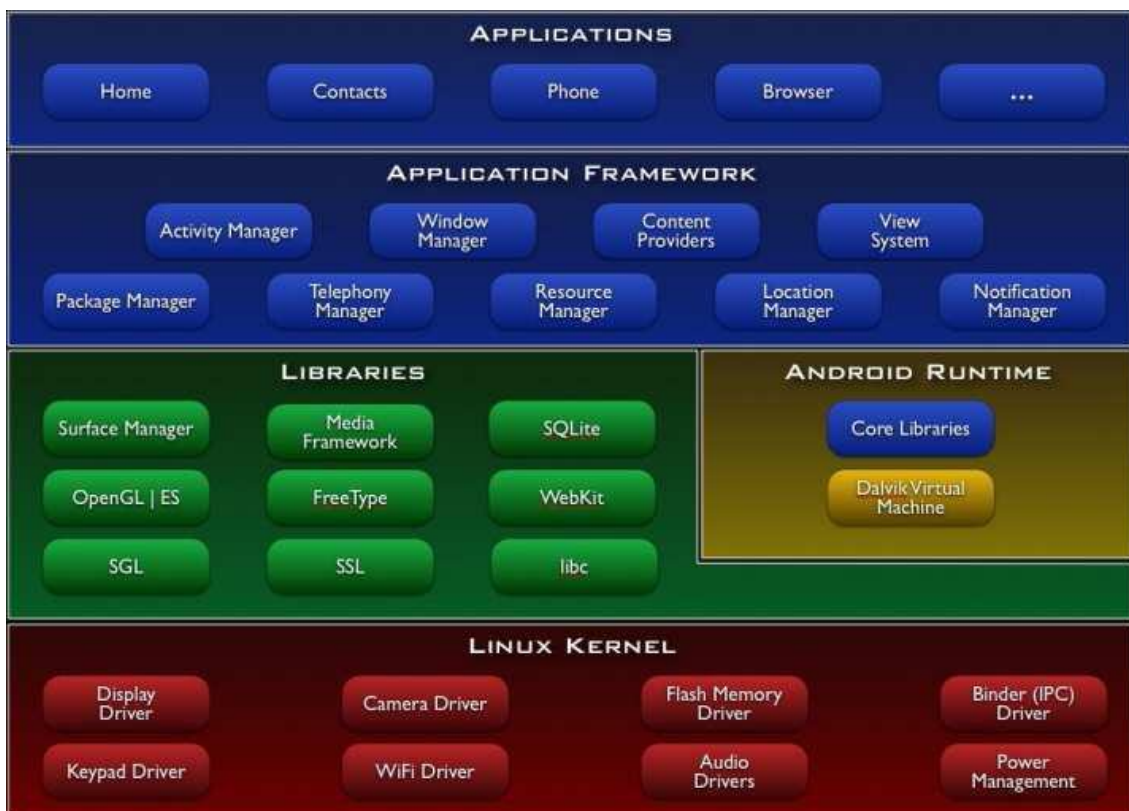 APPLICATIONS
Home
Contacts
Phone
Browser
...
APPLICATION FRAMEWORK
Activity Manager
Window
Manager
Content
Providers
View
System
Package Manager
Telephony
Manager
Resource
Manager
Location
Manager
Notification
Manager
LIBRARIES
Surface Manager
Media
Framework
SQLite
OpenGL | ES
FreeType
WebKit
SGL
SSL
libc
ANDROID RUNTIME
Core Libraries
Dalvik Virtual
Machine
LINUX KERNEL
Display
Driver
Camera Driver
Flash Memory
Driver
Binder (IPC)
Driver
Keypad Driver
WiFi Driver
Audio
Drivers
Power
Management